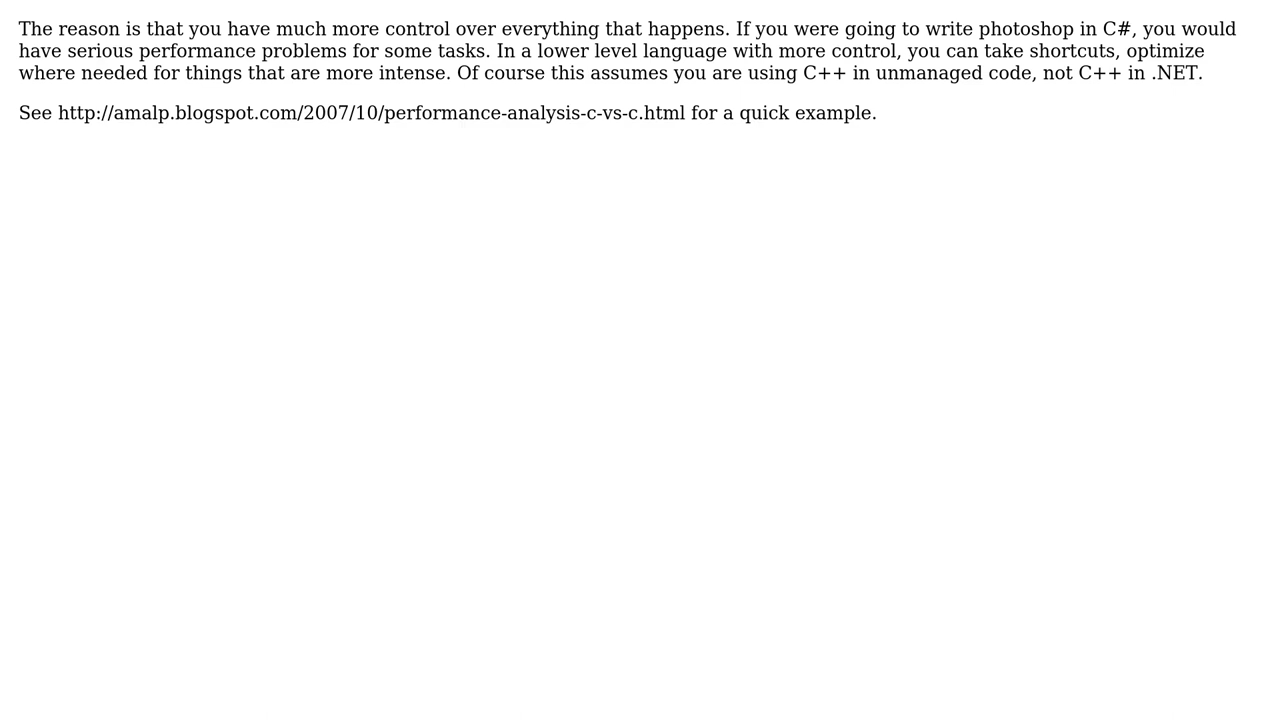 The reason is that you have much more control over everything that happens. If you were going to write photoshop in C#, you would
have serious performance problems for some tasks. In a lower level language with more control, you can take shortcuts, optimize
where needed for things that are more intense. Of course this assumes you are using C++ in unmanaged code, not C++ in .NET.
See http://amalp.blogspot.com/2007/10/performance-analysis-c-vs-c.html for a quick example.